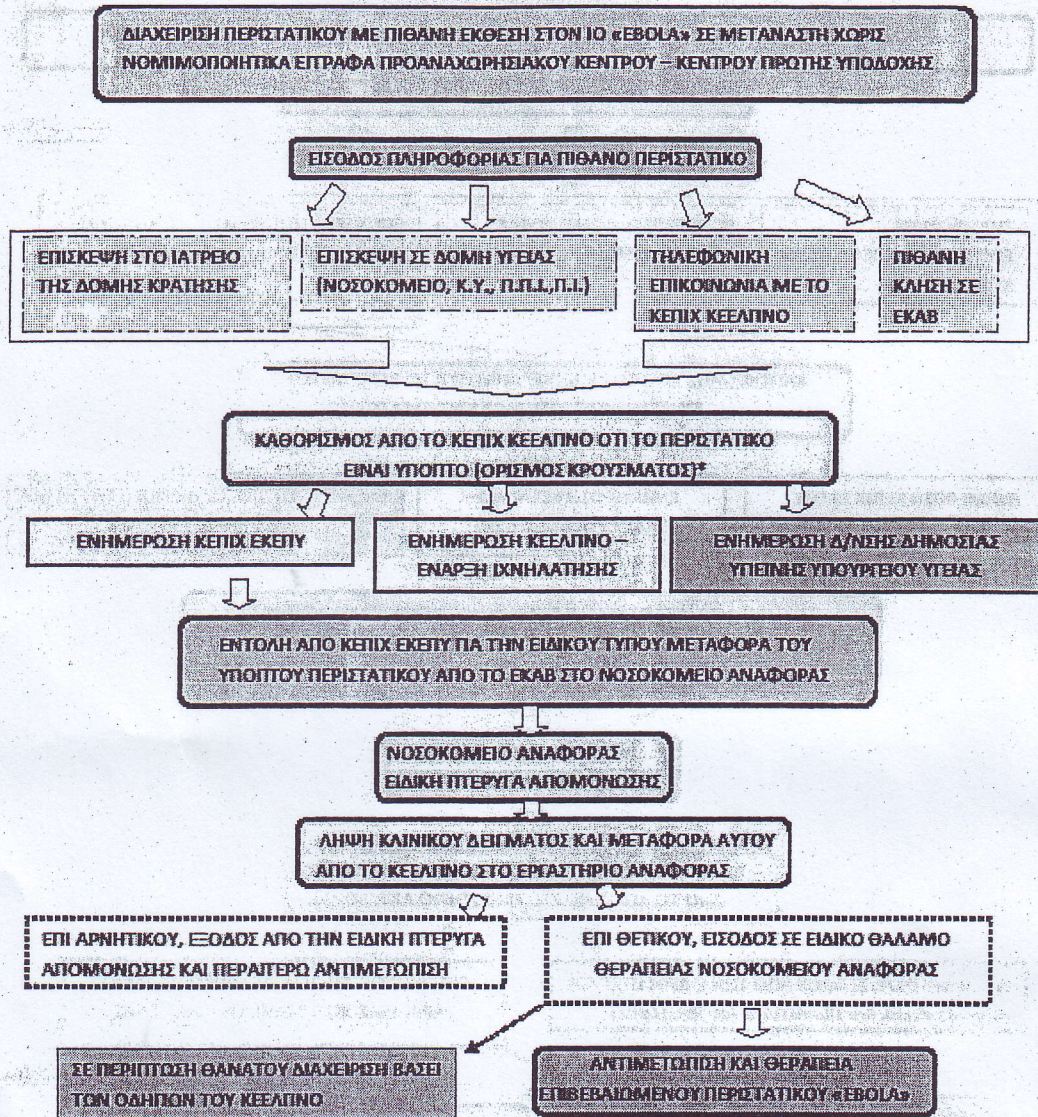 ΔΙΑΧΕΙΡΙΣΗ ΠΕΡΙΣΤΑΤΙΚΟΥ ΜΕ ΠΙΘΑΝΗ ΕΚΘΕΣΗ ΣΤΟΝ ΙΟ «EBOLA» ΣΕ ΜΕΤΑΝΑΣΤΗ ΧΩΡΙΣ
ΝΟΜΙΜΟΠΟΙΗΤΙΚΑ ΕΓΓΡΑΦΑ ΠΡΟΑΝΑΧΩΡΗΣΙΑΚΟΥ ΚΕΝΤΡΟΥ – ΚΕΝΤΡΟΥ ΠΡΩΤΗΣ ΥΠΟΔΟΧΗΣ
ΕΙΣΟΔΟΣ ΠΛΗΡΟΦΟΡΙΑΣ ΓΙΑ ΠΙΘΑΝΟ ΠΕΡΙΣΤΑΤΙΚΟ
ΕΠΙΣΚΕΨΗ ΣΤΟ ΙΑΤΡΕΙΟ
ΤΗΣ ΔΟΜΗΣ ΚΡΑΤΗΣΗΣ
ΕΠΙΣΚΕΨΗ ΣΕ ΔΟΜΗ ΥΓΕΙΑΣ
(ΝΟΣΟΚΟΜΕΙΟ, Κ.Υ., Π.Π.Ι.,Π.Ι.)
ΤΗΛΕΦΩΝΙΚΗ
ΕΠΙΚΟΙΝΩΝΙΑ ΜΕ ΤΟ
ΚΕΠΙΧ ΚΕΕΛΠΝΟ
ΠΙΘΑΝΗ
ΚΛΗΣΗ ΣΕ
ΕΚΑΒ
ΚΑΘΟΡΙΣΜΟΣ ΑΠΟ ΤΟ ΚΕΠΙΧ ΚΕΕΛΠΝΟ ΟΤΙ ΤΟ ΠΕΡΙΣΤΑΤΙΚΟ
ΕΙΝΑΙ ΥΠΟΠΤΟ (ΟΡΙΣΜΟΣ ΚΡΟΥΣΜΑΤΟΣ)*
ΕΝΗΜΕΡΩΣΗ ΚΕΠΙΧ ΕΚΕΠΥ
ΕΝΗΜΕΡΩΣΗ ΚΕΕΛΠΝΟ –
ΕΝΑΡΞΗ ΙΧΝΗΛΑΤΗΣΗΣ
ΕΝΗΜΕΡΩΣΗ Δ/ΝΣΗΣ ΔΗΜΟΣΙΑΣ
ΥΓΙΕΙΝΗΣ ΥΠΟΥΡΓΕΙΟΥ ΥΓΕΙΑΣ
ΕΝΤΟΛΗ ΑΠΟ ΚΕΠΙΧ ΕΚΕΠΥ ΓΙΑ ΤΗΝ ΕΙΔΙΚΟΥ ΤΥΠΟΥ ΜΕΤΑΦΟΡΑ ΤΟΥ
ΥΠΟΠΤΟΥ ΠΕΡΙΣΤΑΤΙΚΟΥ ΑΠΟ ΤΟ ΕΚΑΒ ΣΤΟ ΝΟΣΟΚΟΜΕΙΟ ΑΝΑΦΟΡΑΣ
ΝΟΣΟΚΟΜΕΙΟ ΑΝΑΦΟΡΑΣ
ΕΙΔΙΚΗ ΠΤΕΡΥΓΑ ΑΠΟΜΟΝΩΣΗΣ
ΛΗΨΗ ΚΛΙΝΙΚΟΥ ΔΕΙΓΜΑΤΟΣ ΚΑΙ ΜΕΤΑΦΟΡΑ ΑΥΤΟΥ
ΑΠΟ ΤΟ ΚΕΕΛΠΝΟ ΣΤΟ ΕΡΓΑΣΤΗΡΙΟ ΑΝΑΦΟΡΑΣ
ΕΠΙ ΑΡΝΗΤΙΚΟΥ, ΕΞΟΔΟΣ ΑΠΟ ΤΗΝ ΕΙΔΙΚΗ ΠΤΕΡΥΓΑ
ΑΠΟΜΟΝΩΣΗΣ ΚΑΙ ΠΕΡΑΙΤΕΡΩ ΑΝΤΙΜΕΤΩΠΙΣΗ
ΕΠΙ ΘΕΤΙΚΟΥ, ΕΙΣΟΔΟΣ ΣΕ ΕΙΔΙΚΟ ΘΑΛΑΜΟ
ΘΕΡΑΠΕΙΑΣ ΝΟΣΟΚΟΜΕΙΟΥ ΑΝΑΦΟΡΑΣ
ΣΕ ΠΕΡΙΠΤΩΣΗ ΘΑΝΑΤΟΥ ΔΙΑΧΕΙΡΙΣΗ ΒΑΣΕΙ
ΤΩΝ ΟΔΗΓΙΩΝ ΤΟΥ ΚΕΕΛΠΝΟ
ΑΝΤΙΜΕΤΩΠΙΣΗ ΚΑΙ ΘΕΡΑΠΕΙΑ
ΕΠΙΒΕΒΑΙΩΜΕΝΟΥ ΠΕΡΙΣΤΑΤΙΚΟΥ «EBOLA»